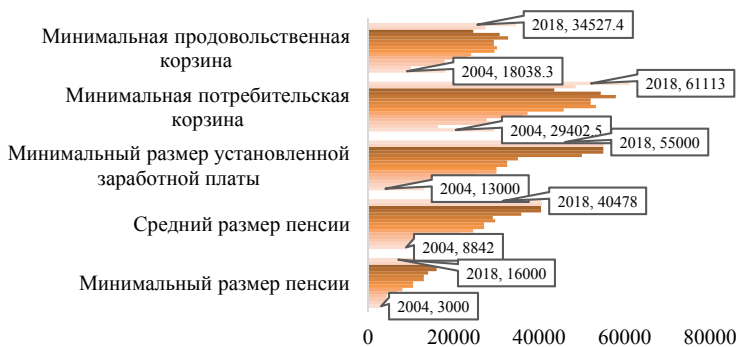 2018, 34527.4
Минимальная продовольственная
корзина
2004, 18038.3
2018, 61113
Минимальная потребительская
корзина
2004, 29402.5
Минимальный размер установленной
заработной платы
2018, 55000
2004, 13000
2018, 40478
Средний размер пенсии
2004, 8842
2018, 16000
Минимальный размер пенсии
2004, 3000
0 20000 40000 60000 80000